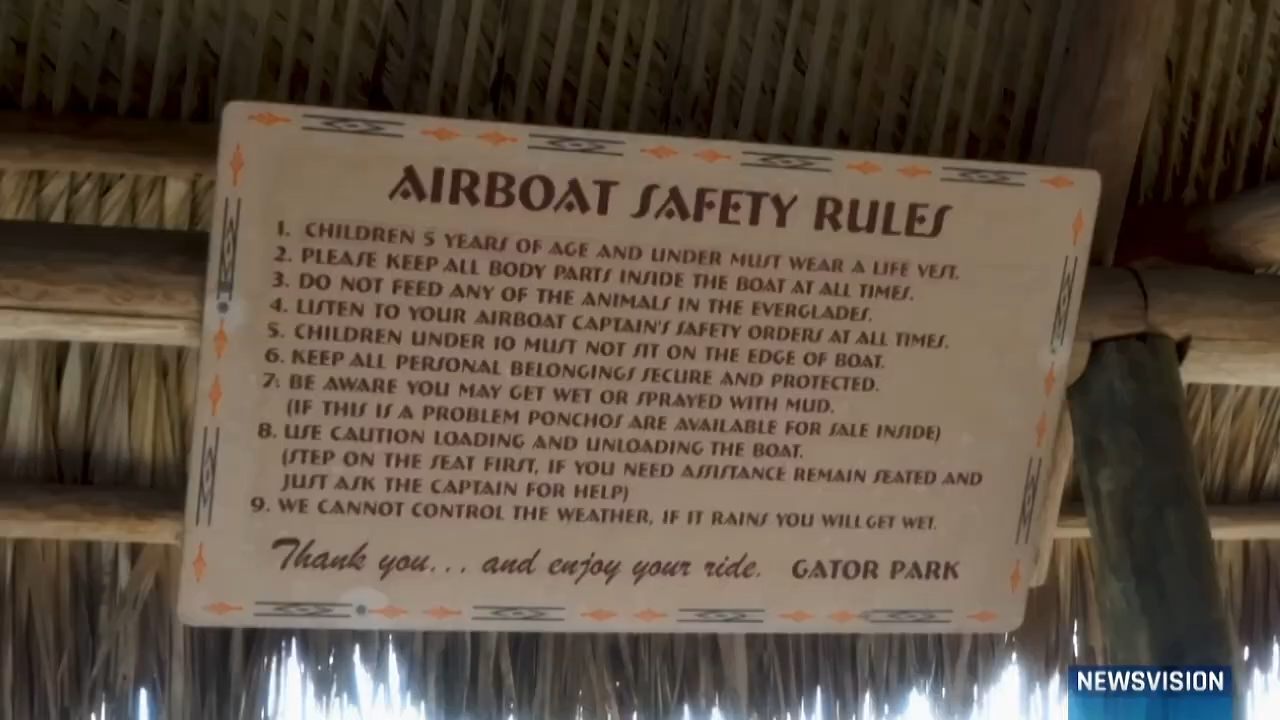 AIRBOAT SAFETY RULES
1. CHILDREN 5 YEARS OF AGE AND UNDER MUST WEAR A LIFE VEST.
2. PLEASE KEEP ALL BODY PARTS INSIDE THE BOAT AT ALL TIMES.
3. DO NOT FEED ANY OF THE ANIMALS IN THE EVERGLADES.
4. LISTEN TO YOUR AIRBOAT CAPTAIN'S SAFETY ORDERS AT ALL TIMES.
5. CHILDREN UNDER 10 MUST NOT SIT ON THE EDGE OF BOAT.
6. KEEP ALL PERSONAL BELONGINGS SECURE AND PROTECTED.
7. BE AWARE YOU MAY GET WET OR SPRAYED WITH MUD.
(IF THIS IS A PROBLEM PONCHOS ARE AVAILABLE FOR SALE INSIDE)
8. USE CAUTION LOADING AND UNLOADING THE BOAT.
(STEP ON THE SEAT FIRST, IF YOU NEED ASSISTANCE REMAIN SEATED AND
JUST ASK THE CAPTAIN FOR HELP)
9. WE CANNOT CONTROL THE WEATHER, IF IT RAINS YOU WILL GET WET.
Thank you... and enjoy your ride. GATOR PARK
NEWSVISION